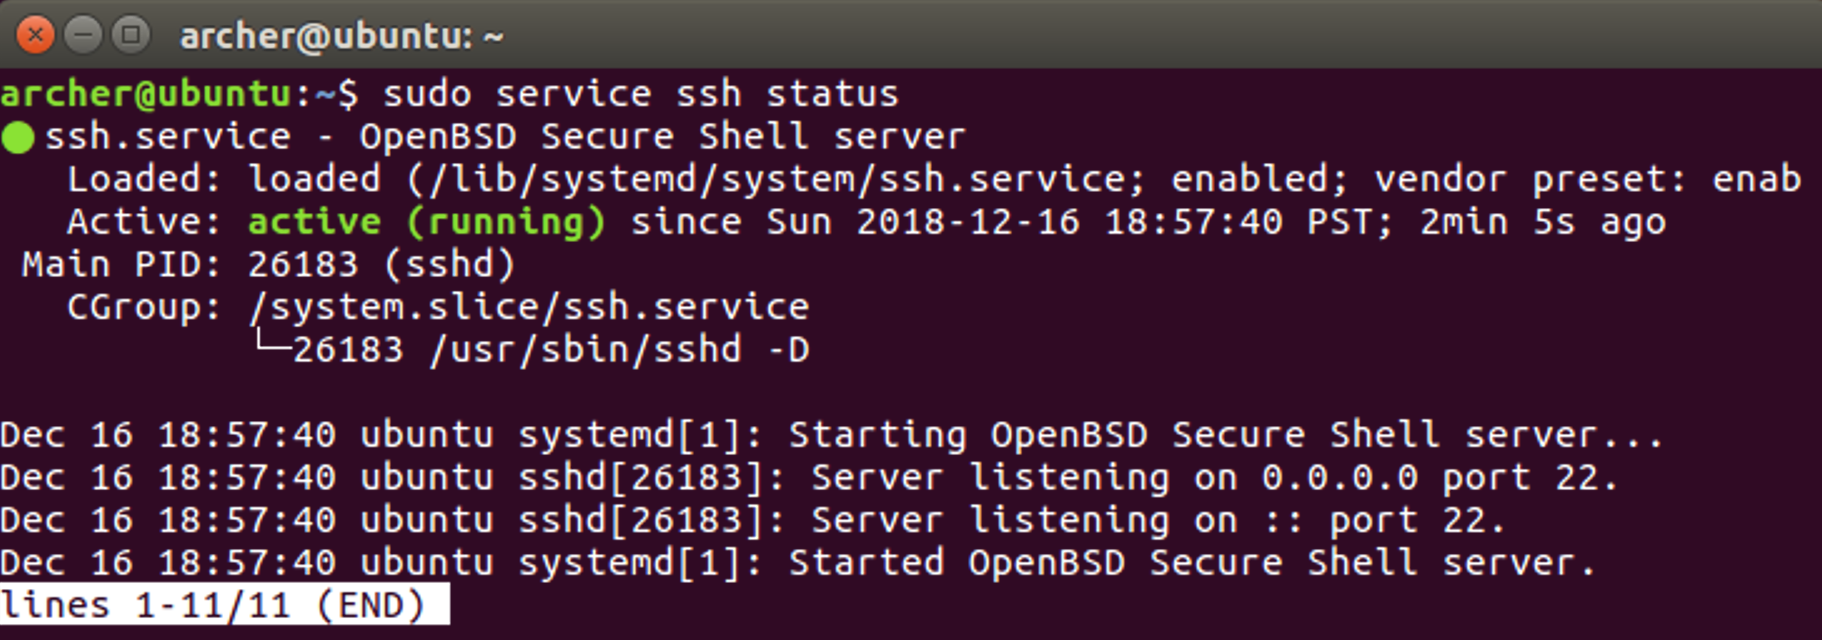 archer@ubuntu: ~
archer@ubuntu:~$ sudo service ssh status
● ssh.service - OpenBSD Secure Shell server
   Loaded: loaded (/lib/systemd/system/ssh.service; enabled; vendor preset: enab
   Active: active (running) since Sun 2018-12-16 18:57:40 PST; 2min 5s ago
 Main PID: 26183 (sshd)
   CGroup: /system.slice/ssh.service
           └─26183 /usr/sbin/sshd -D
Dec 16 18:57:40 ubuntu systemd[1]: Starting OpenBSD Secure Shell server...
Dec 16 18:57:40 ubuntu sshd[26183]: Server listening on 0.0.0.0 port 22.
Dec 16 18:57:40 ubuntu sshd[26183]: Server listening on :: port 22.
Dec 16 18:57:40 ubuntu systemd[1]: Started OpenBSD Secure Shell server.
lines 1-11/11 (END)